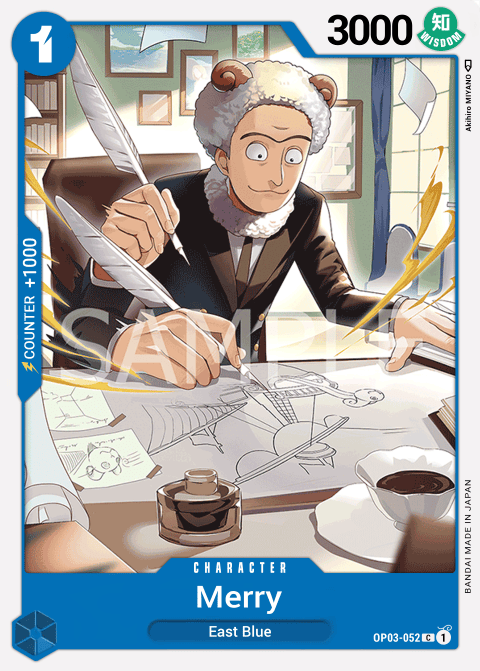 1
3000
知
WISDOM
Akihiro MIYANO
COUNTER +1000
SAMPLE
CHARACTER
Merry
East Blue
OP03-052 C 1
BANDAI MADE IN JAPAN